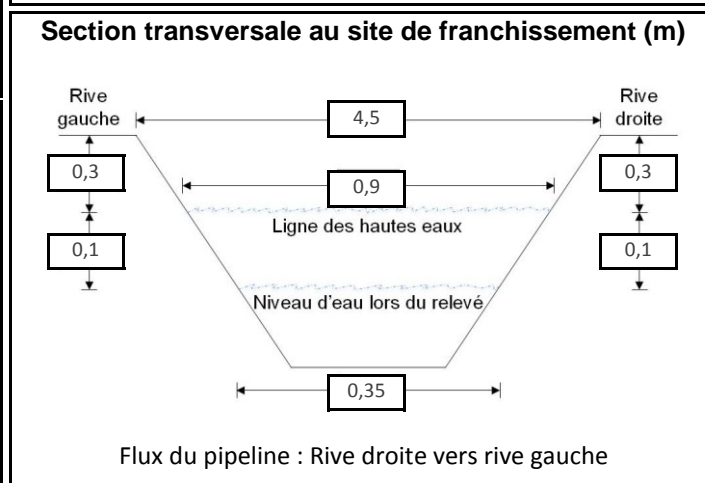 Section transversale au site de franchissement (m)
Rive
gauche
4,5
Rive
droite
0,3
0,9
0,3
Ligne des hautes eaux
0,1
0,1
Niveau d'eau lors du relevé
0,35
Flux du pipeline : Rive droite vers rive gauche